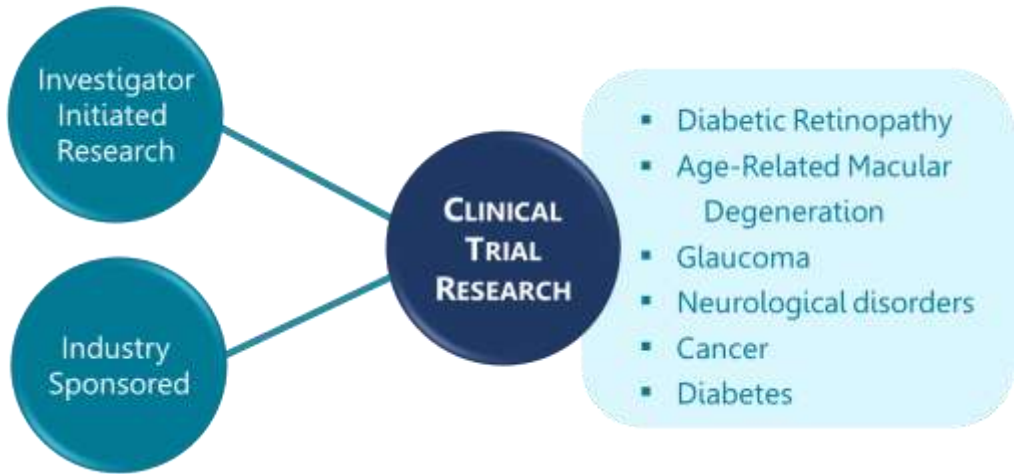 Investigator
Initiated
Research
Industry
Sponsored
CLINICAL
TRIAL
RESEARCH
▪ Diabetic Retinopathy
▪ Age-Related Macular
Degeneration
▪ Glaucoma
▪ Neurological disorders
▪ Cancer
▪ Diabetes